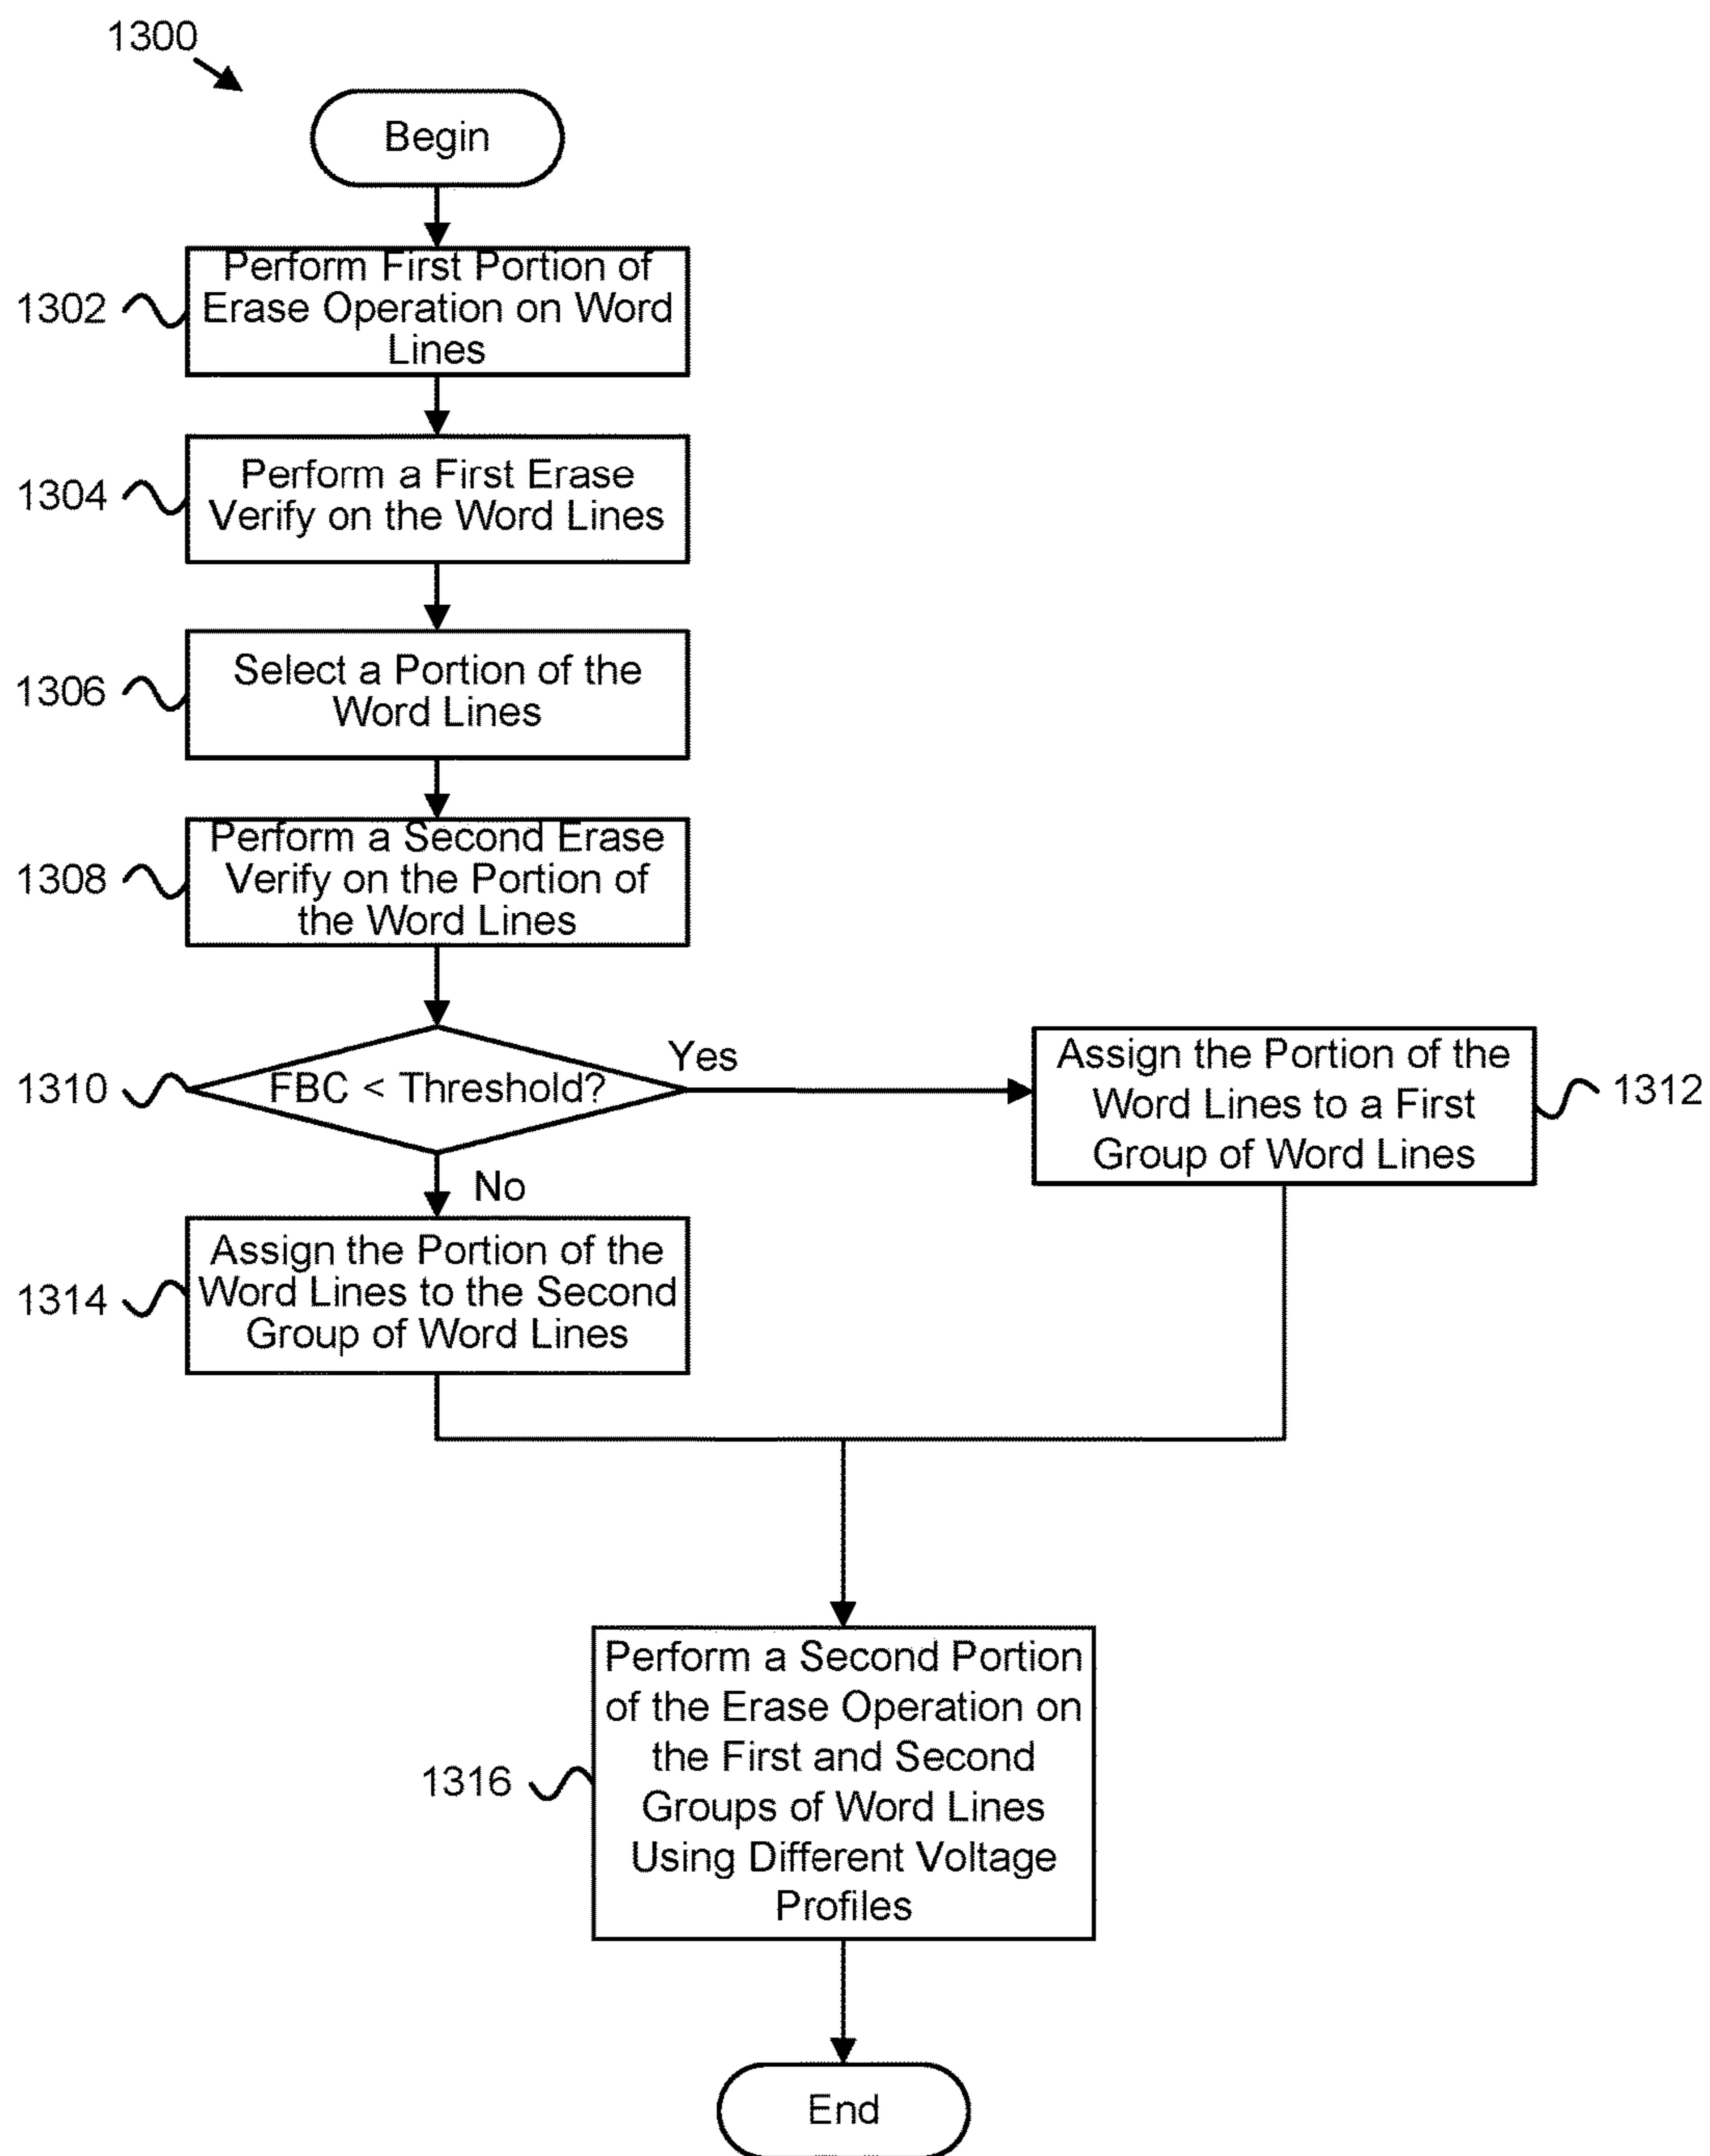 1300
Begin
1302
Perform First Portion of
Erase Operation on Word
Lines
1304
Perform a First Erase
Verify on the Word Lines
1306
Select a Portion of the
Word Lines
1308
Perform a Second Erase
Verify on the Portion of
the Word Lines
1310
FBC < Threshold?
Yes
Assign the Portion of the
Word Lines to a First
Group of Word Lines
1312
No
1314
Assign the Portion of the
Word Lines to the Second
Group of Word Lines
1316
Perform a Second Portion
of the Erase Operation on
the First and Second
Groups of Word Lines
Using Different Voltage
Profiles
End